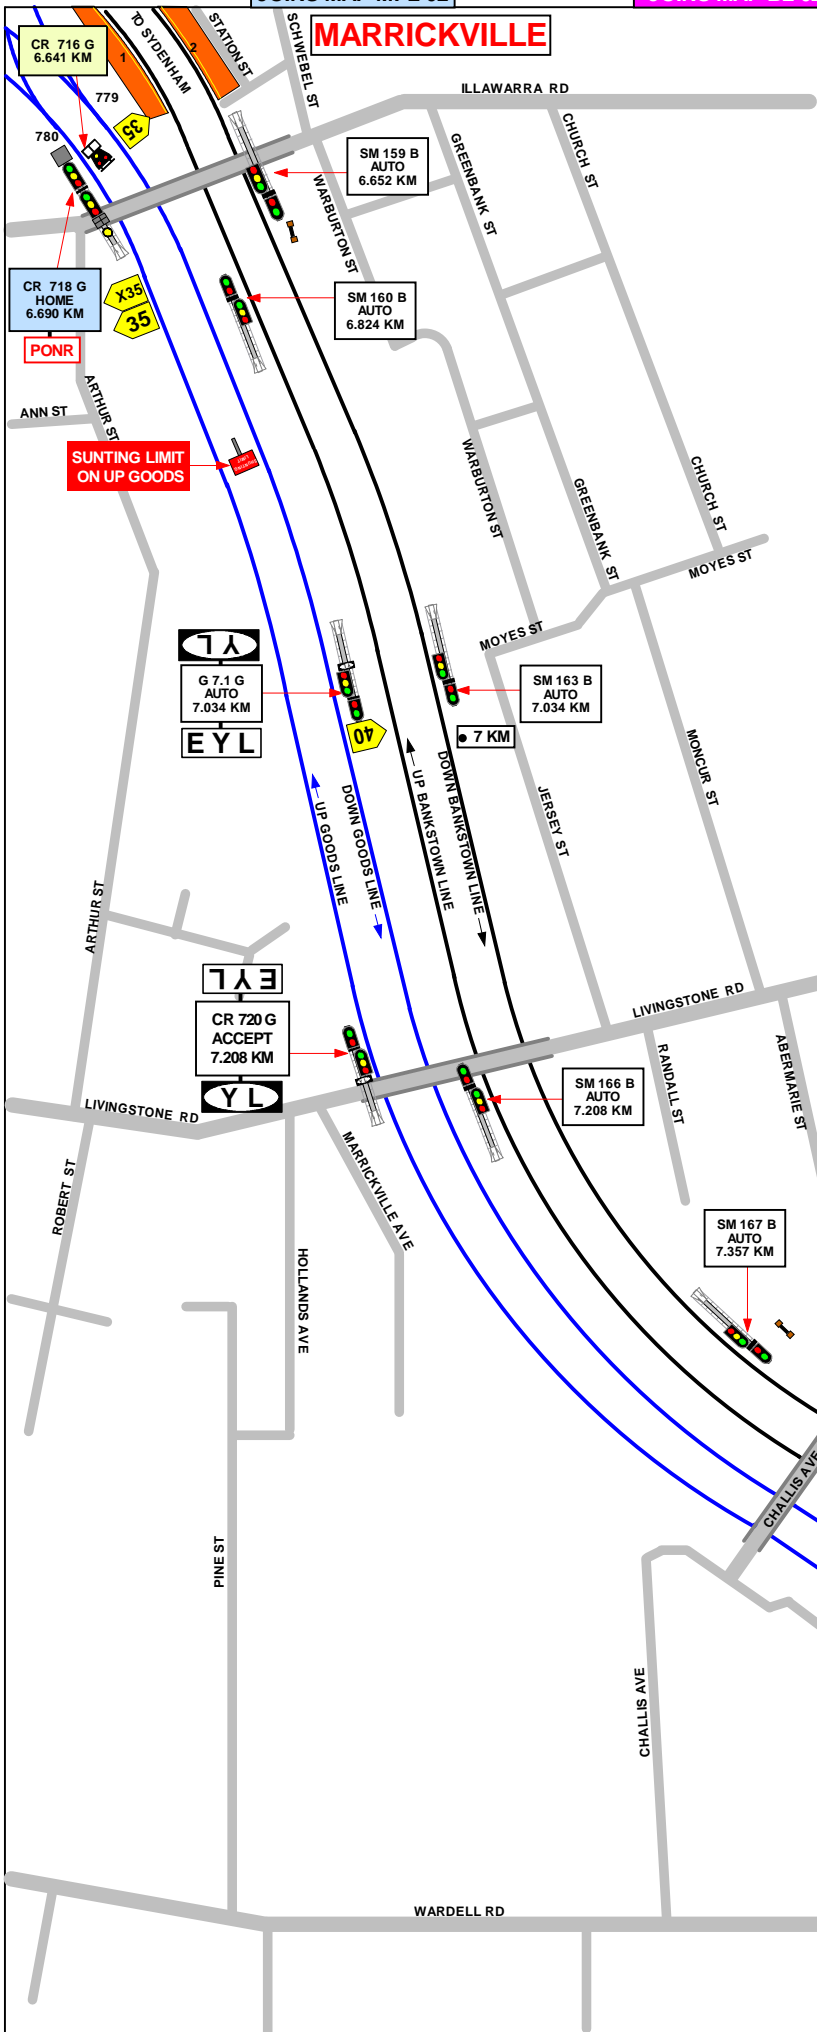 MARRICKVILLE
CR 716 G
6.641 KM
TO SYDENHAM
1
2
STATION ST
SCHWEBEL ST
ILLAWARRA RD
779
780
35
SM 159 B
AUTO
6.652 KM
WARBURTON ST
GREENBANK ST
CHURCH ST
CR 718 G
HOME
6.690 KM
PONR
X35
35
SM 160 B
AUTO
6.824 KM
ANN ST
ARTHUR ST
SUNTING LIMIT
ON UP GOODS
WARBURTON ST
GREENBANK ST
CHURCH ST
MOYES ST
MOYES ST
YL
G 7.1 G
AUTO
7.034 KM
EYL
40
SM 163 B
AUTO
7.034 KM
7 KM
UP GOODS LINE
DOWN GOODS LINE
UP BANKSTOWN LINE
DOWN BANKSTOWN LINE
JERSEY ST
MONCUR ST
ARTHUR ST
EYL
CR 720 G
ACCEPT
7.208 KM
YL
LIVINGSTONE RD
LIVINGSTONE RD
SM 166 B
AUTO
7.208 KM
RANDALL ST
ABERMARIE ST
ROBERT ST
MARRICKVILLE AVE
HOLLANDS AVE
SM 167 B
AUTO
7.357 KM
CHALLIS AVE
PINE ST
CHALLIS AVE
WARDELL RD